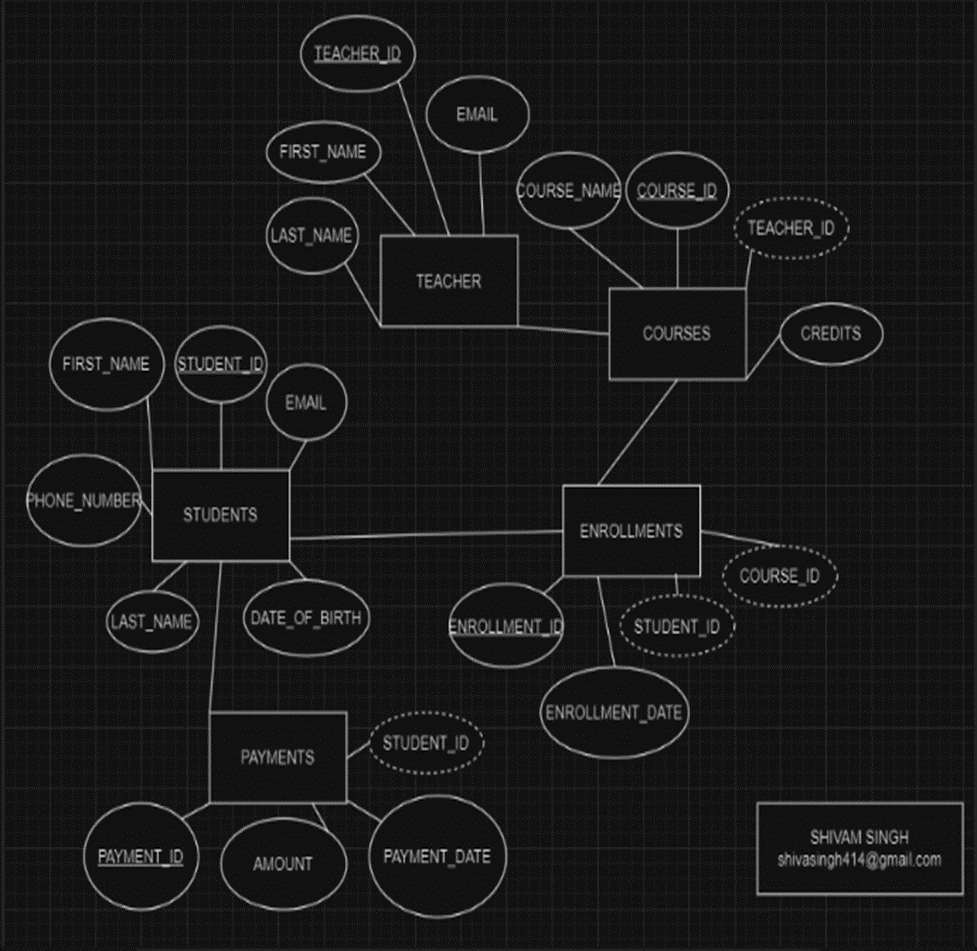 TEACHER_ID
EMAIL
FIRST_NAME
LAST_NAME
TEACHER
COURSE_NAME
COURSE_ID
TEACHER_ID
COURSES
CREDITS
FIRST_NAME
STUDENT_ID
EMAIL
PHONE_NUMBER
STUDENTS
LAST_NAME
DATE_OF_BIRTH
ENROLLMENTS
COURSE_ID
ENROLLMENT_ID
STUDENT_ID
ENROLLMENT_DATE
PAYMENTS
STUDENT_ID
PAYMENT_ID
AMOUNT
PAYMENT_DATE
SHIVAM SINGH
shivasingh414@gmail.com